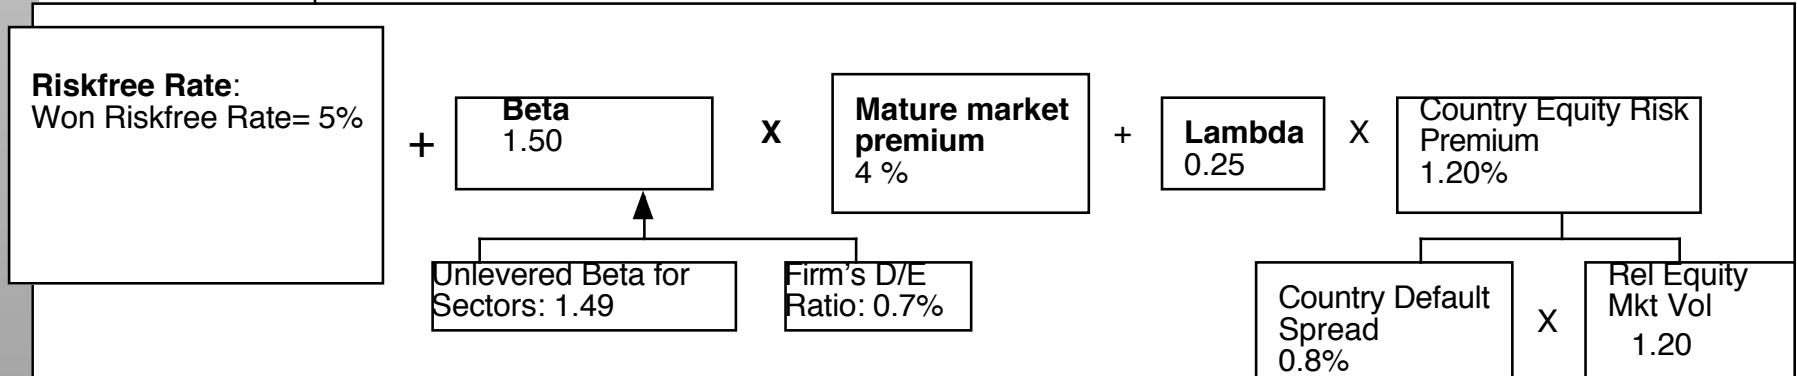 Riskfree Rate:
Won Riskfree Rate= 5%
+
Beta
1.50
X
Mature market
premium
4 %
+
Lambda
0.25
X
Country Equity Risk
Premium
1.20%
Unlevered Beta for
Sectors: 1.49
Firm's D/E
Ratio: 0.7%
Country Default
Spread
0.8%
X
Rel Equity
Mkt Vol
1.20